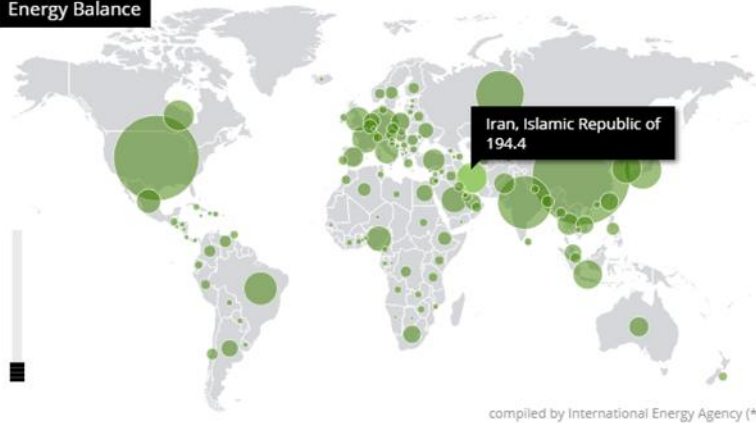 Energy Balance
Iran, Islamic Republic of
194.4
compiled by International Energy Agency (*